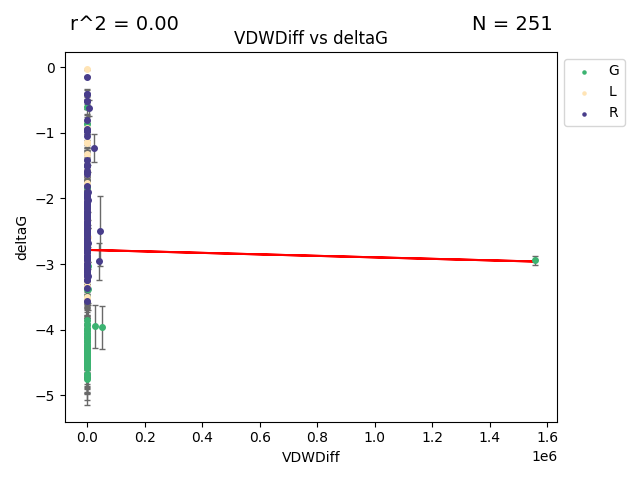 r^2 = 0.00
N = 251
VDWDiff vs deltaG
G
L
R
deltaG
0
−1
−2
−3
−4
−5
0.0 0.2 0.4 0.6 0.8 1.0 1.2 1.4 1.6
1e6
VDWDiff